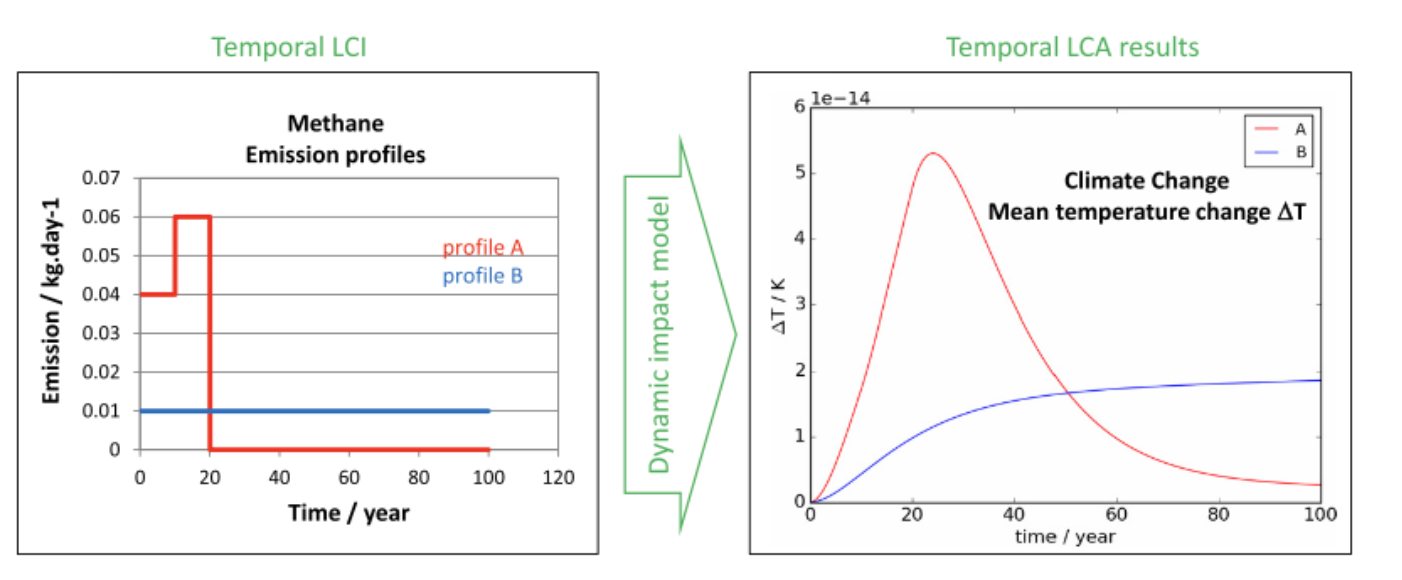 Temporal LCI
Temporal LCA results
Methane
Emission profiles
Emission / kg.day-1
0.07
0.06
0.05
0.04
0.03
0.02
0.01
0
profile A
profile B
0
20
40
60
80
100
120
Time / year
Dynamic impact model
1e−14
6
5
4
3
2
1
0
ΔT / K
A
B
Climate Change
Mean temperature change ΔT
0
20
40
60
80
100
time / year